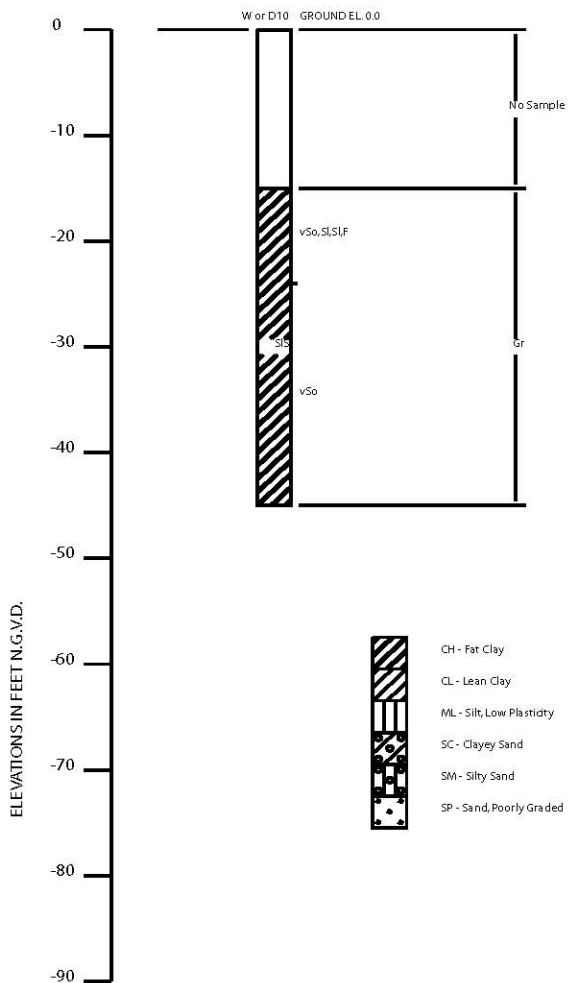 W or D10 GROUND EL. 0.0
0
No Sample
-10
-20
vSo,Sl,Sl,F
-30
SIS
Gr
vSo
-40
-50
ELEVATIONS IN FEET N.G.V.D.
CH - Fat Clay
-60
CL - Lean Clay
ML - Silt, Low Plasticity
-70
SC - Clayey Sand
SM - Silty Sand
SP - Sand, Poorly Graded
-80
-90